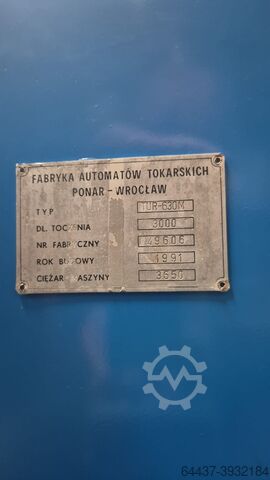 FABRYKA AUTOMATÓW TOKARSKICH
PONAR-WROCŁAW
TYP TUR-630M
DŁ. TOCZENIA 3000
NR FABRYCZNY 49606
ROK BUDOWY 1991
CIĘŻAR MASZYNY 3650
64437-3932184